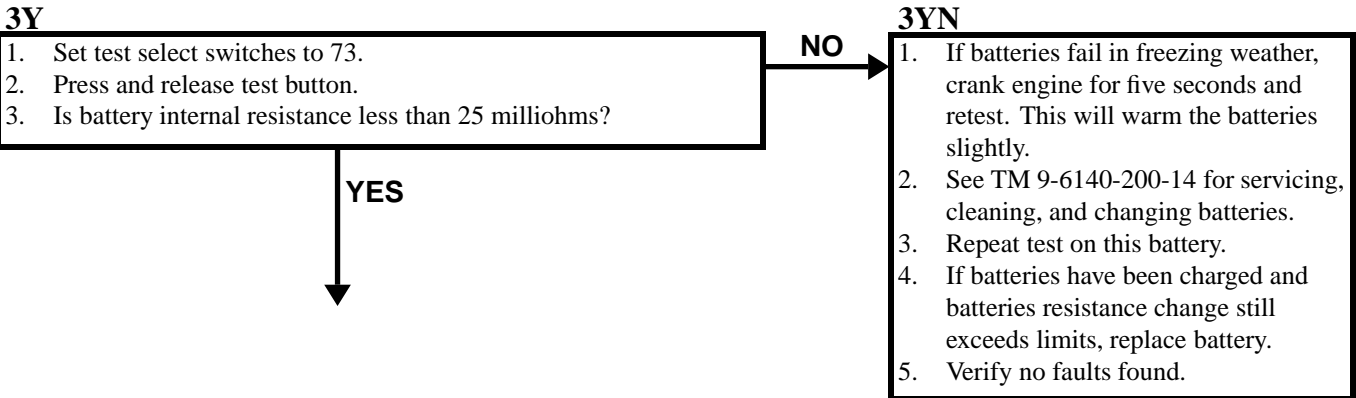 3Y
1. Set test select switches to 73.
2. Press and release test button.
3. Is battery internal resistance less than 25 milliohms?
NO
YES
3YN
1. If batteries fail in freezing weather,
crank engine for five seconds and
retest. This will warm the batteries
slightly.
2. See TM 9-6140-200-14 for servicing,
cleaning, and changing batteries.
3. Repeat test on this battery.
4. If batteries have been charged and
batteries resistance change still
exceeds limits, replace battery.
5. Verify no faults found.